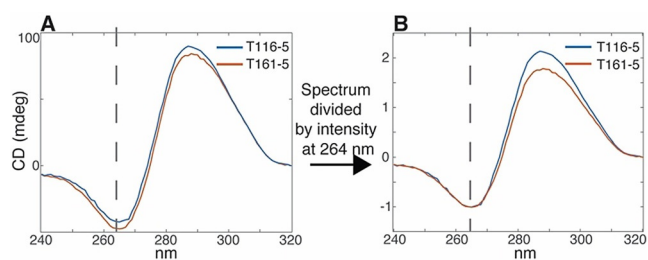 A
100
0
CD (mdeg)
T116-5
T161-5
240
260
280
300
320
nm
Spectrum
divided
by intensity
at 264 nm
B
2
1
0
-1
T116-5
T161-5
240
260
280
300
320
nm